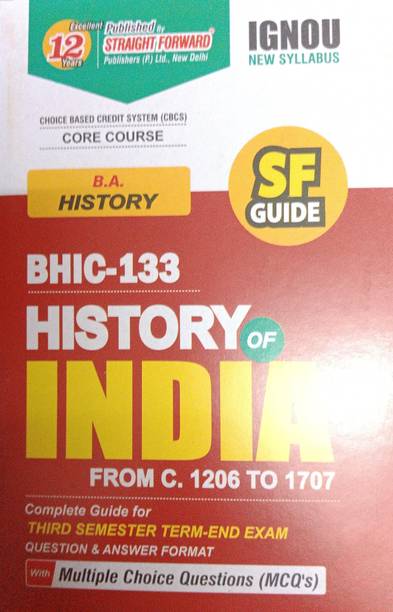 Excellent
12
Years
Published By
STRAIGHT FORWARD
Publishers (P.) Ltd., New Delhi
IGNOU
NEW SYLLABUS
CHOICE BASED CREDIT SYSTEM (CBCS)
CORE COURSE
B.A.
HISTORY
SF
GUIDE
BHIC-133
HISTORY OF
INDIA
FROM C. 1206 TO 1707
Complete Guide for
THIRD SEMESTER TERM-END EXAM
QUESTION & ANSWER FORMAT
With Multiple Choice Questions (MCQ's)